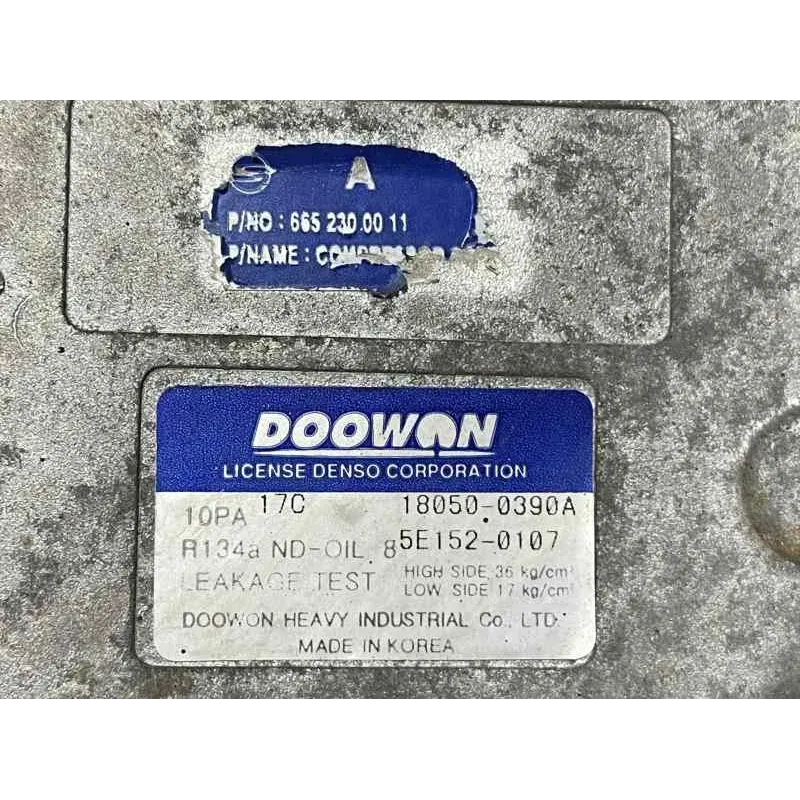 A
P/NO : 665 230.00 11
P/NAME : COMPRESSOR
DOOWON
LICENSE DENSO CORPORATION
10PA 17C 18050-0390A
R134a ND-OIL 8 5E152-0107
LEAKAGE TEST HIGH SIDE 36 kg/cm²
LOW SIDE 17 kg/cm²
DOOWON HEAVY INDUSTRIAL Co., LTD.
MADE IN KOREA